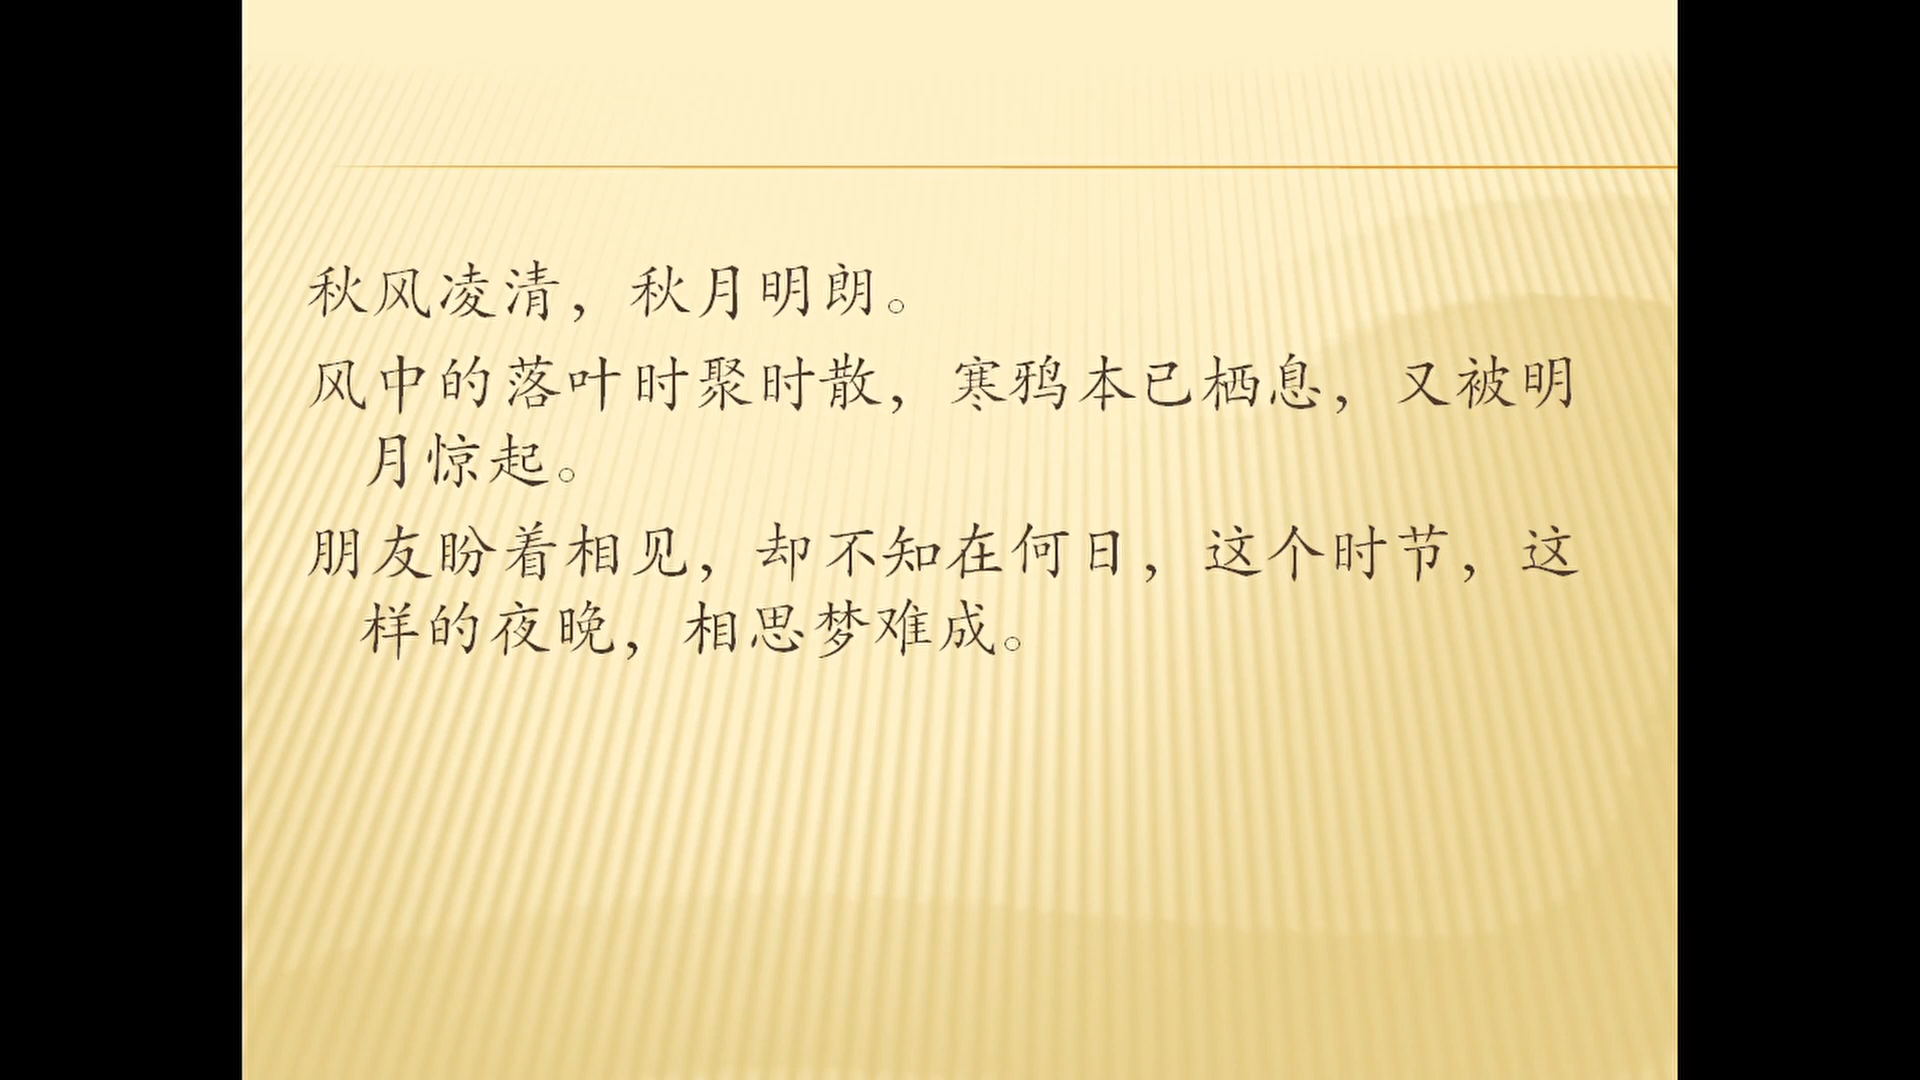 秋风凌清，秋月明朗。
风中的落叶时聚时散，寒鸦本已栖息，又被明
月惊起。
朋友盼着相见，却不知在何日，这个时节，这
样的夜晚，相思梦难成。